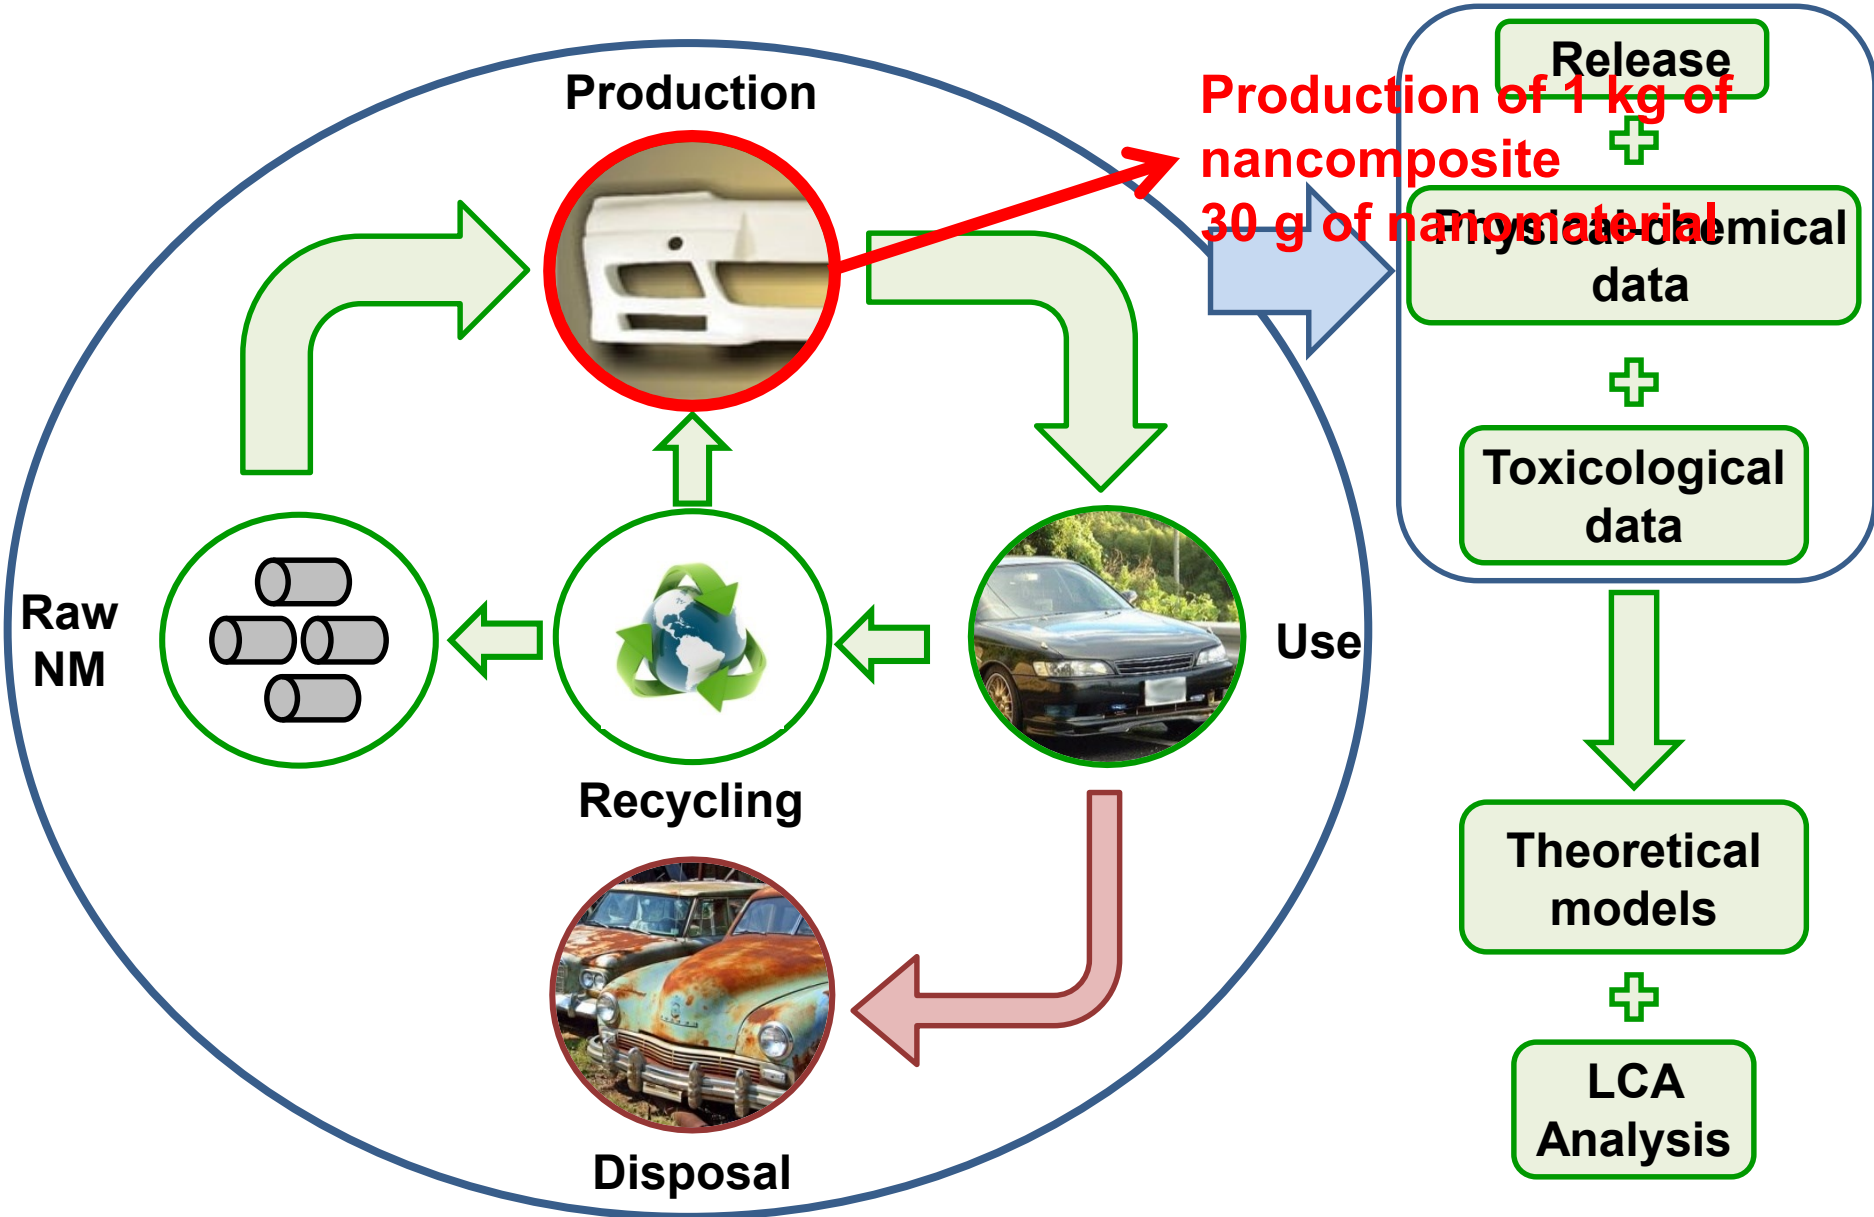 Production
Raw
NM
Recycling
Use
Disposal
Production of 1 kg of
nancomposite
30 g of nanomaterial
Release
Physical-chemical
data
Toxicological
data
Theoretical
models
LCA
Analysis